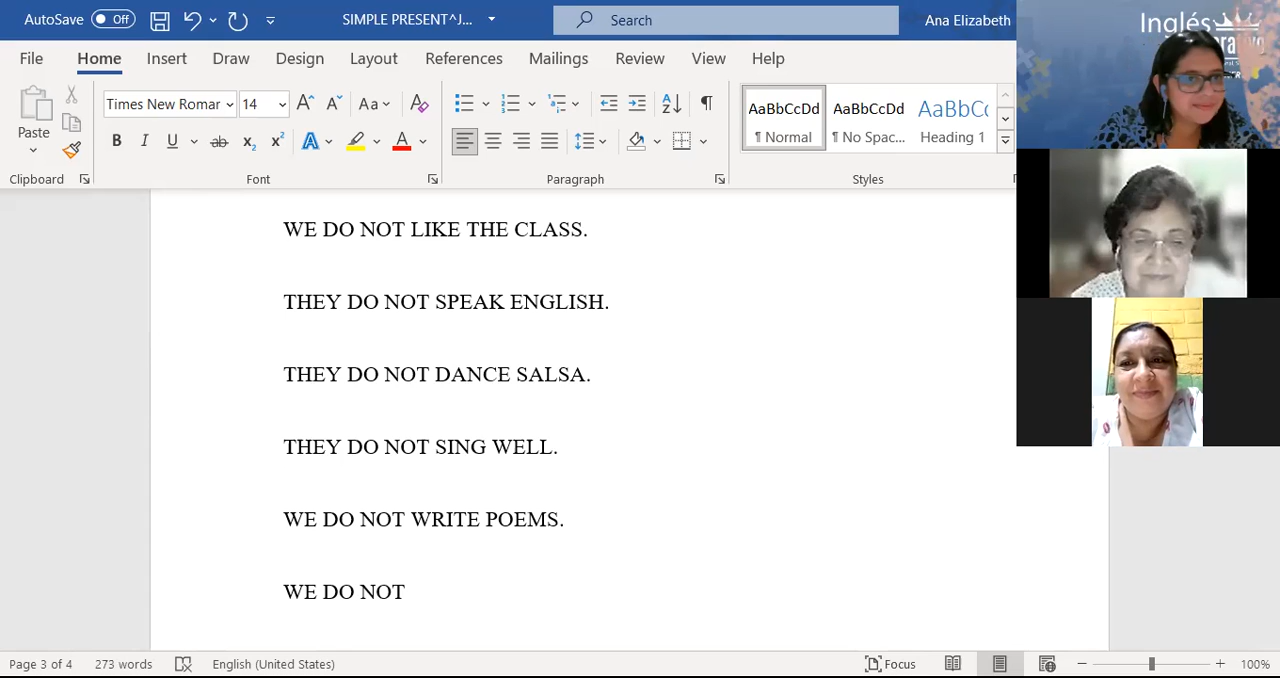 AutoSave Off SIMPLE PRESENT^J... Search Ana Elizabeth
Inglés
File Home Insert Draw Design Layout References Mailings Review View Help
Times New Romar 14 Aa
AaBbCcDd AaBbCcDd AaBbCc
Paste
¶ Normal ¶ No Spac... Heading 1
Clipboard Font Paragraph Styles
WE DO NOT LIKE THE CLASS.
THEY DO NOT SPEAK ENGLISH.
THEY DO NOT DANCE SALSA.
THEY DO NOT SING WELL.
WE DO NOT WRITE POEMS.
WE DO NOT
Page 3 of 4 273 words English (United States) Focus 100%